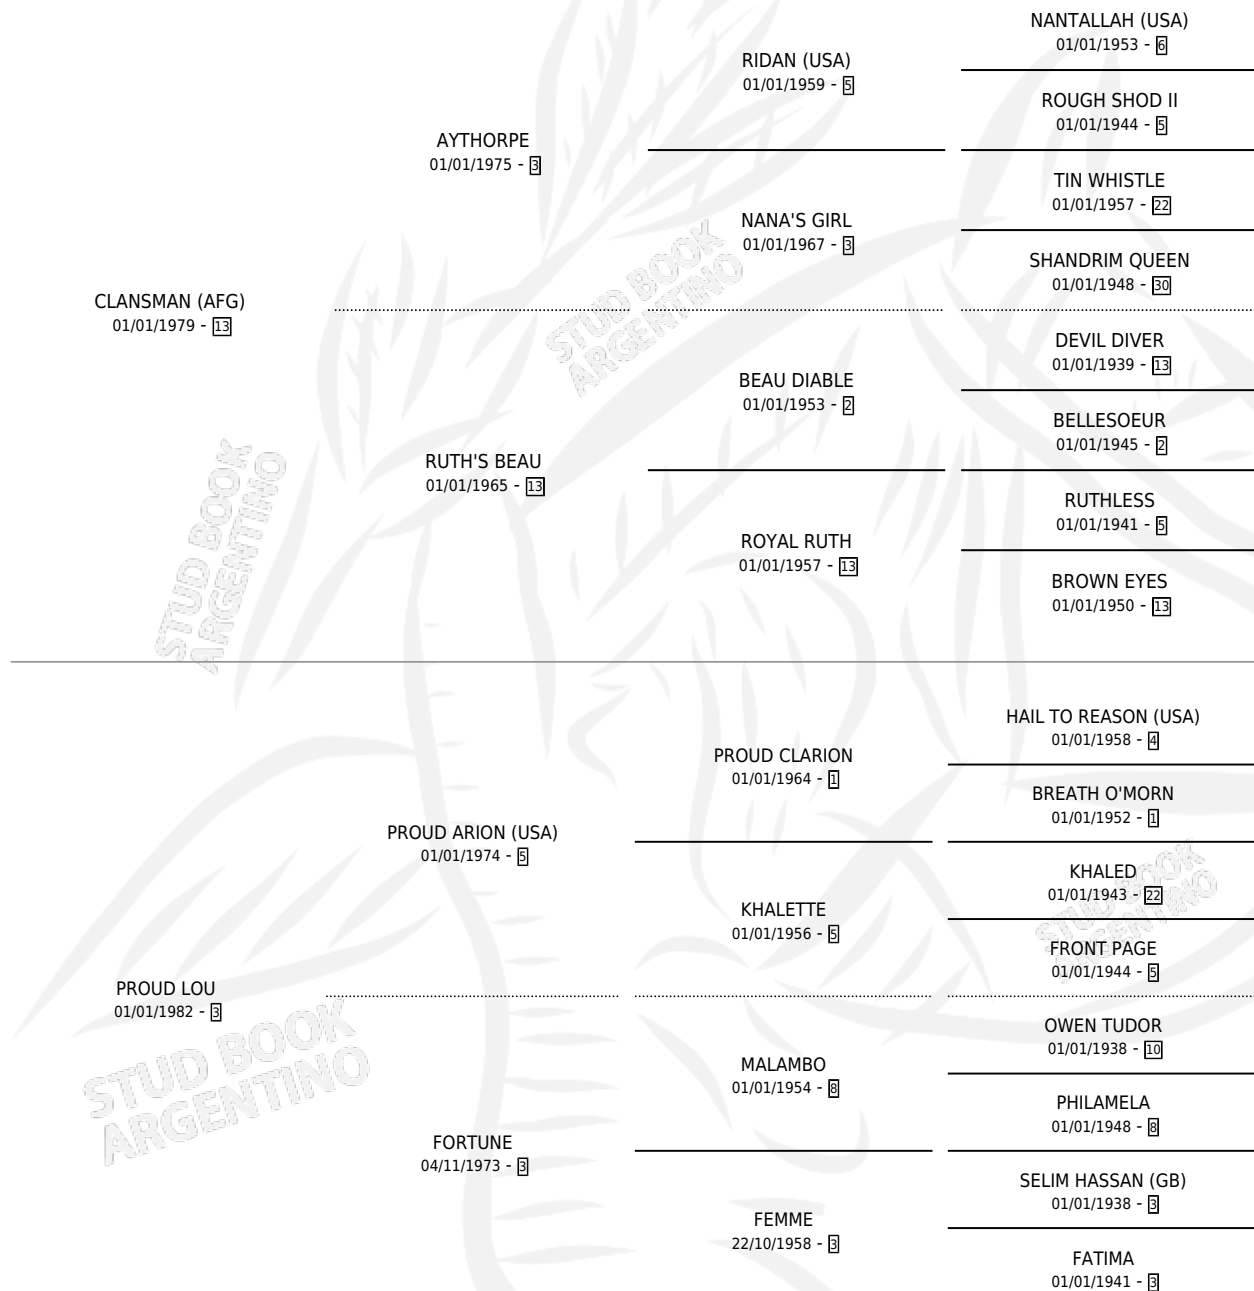 NANTALLAH (USA)
01/01/1953 - 6
RIDAN (USA)
01/01/1959 - 5
ROUGH SHOD II
01/01/1944 - 5
AYTHORPE
01/01/1975 - 3
TIN WHISTLE
01/01/1957 - 22
NANA'S GIRL
01/01/1967 - 3
SHANDRIM QUEEN
01/01/1948 - 30
CLANSMAN (AFG)
01/01/1979 - 13
STUD BOOK
ARGENTINO
DEVIL DIVER
01/01/1939 - 13
BEAU DIABLE
01/01/1953 - 2
BELLESOEUR
01/01/1945 - 2
RUTH'S BEAU
01/01/1965 - 13
RUTHLESS
01/01/1941 - 5
ROYAL RUTH
01/01/1957 - 13
BROWN EYES
01/01/1950 - 13
STUD BOOK
ARGENTINO
HAIL TO REASON (USA)
01/01/1958 - 4
PROUD CLARION
01/01/1964 - 1
BREATH O'MORN
01/01/1952 - 1
PROUD ARION (USA)
01/01/1974 - 5
KHALED
01/01/1943 - 22
KHALETTE
01/01/1956 - 5
STUD BOOK
ARGENTINO
FRONT PAGE
01/01/1944 - 5
PROUD LOU
01/01/1982 - 3
OWEN TUDOR
01/01/1938 - 10
MALAMBO
01/01/1954 - 8
STUD BOOK
ARGENTINO
PHILAMELA
01/01/1948 - 8
FORTUNE
04/11/1973 - 3
SELIM HASSAN (GB)
01/01/1938 - 3
FEMME
22/10/1958 - 3
FATIMA
01/01/1941 - 3